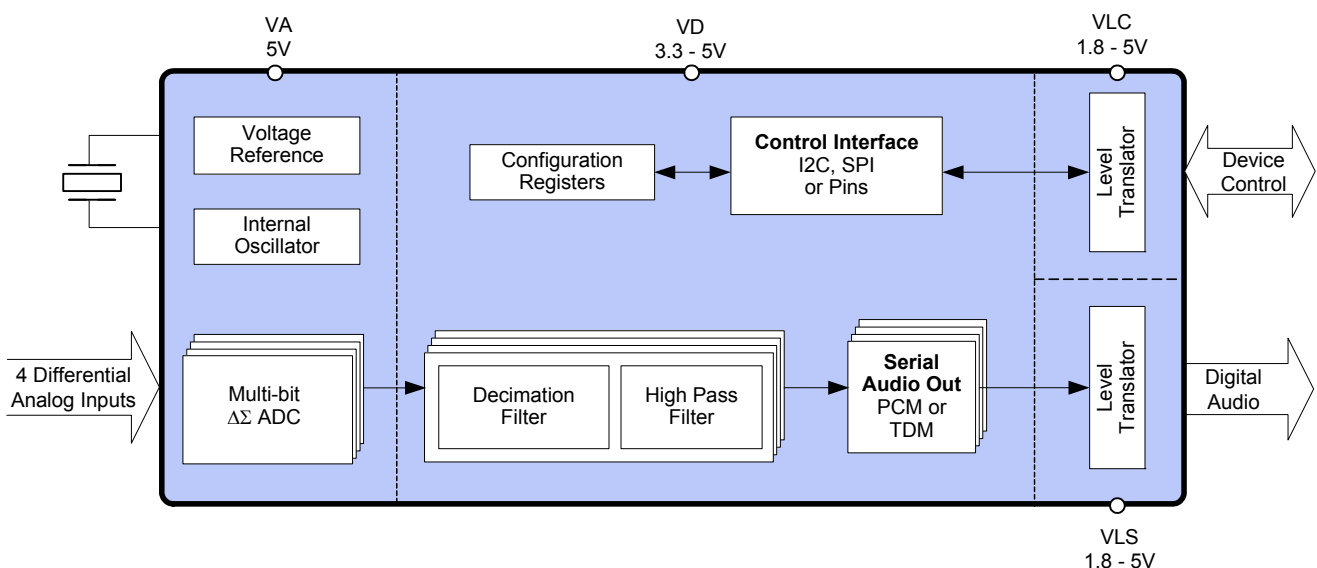 VA
5V
VD
3.3 - 5V
VLC
1.8 - 5V
Voltage
Reference
Internal
Oscillator
Configuration
Registers
Control Interface
I2C, SPI
or Pins
Level
Translator
Device
Control
4 Differential
Analog Inputs
Multi-bit
ΔΣ ADC
Decimation
Filter
High Pass
Filter
Serial
Audio Out
PCM or
TDM
Level
Translator
Digital
Audio
VLS
1.8 - 5V